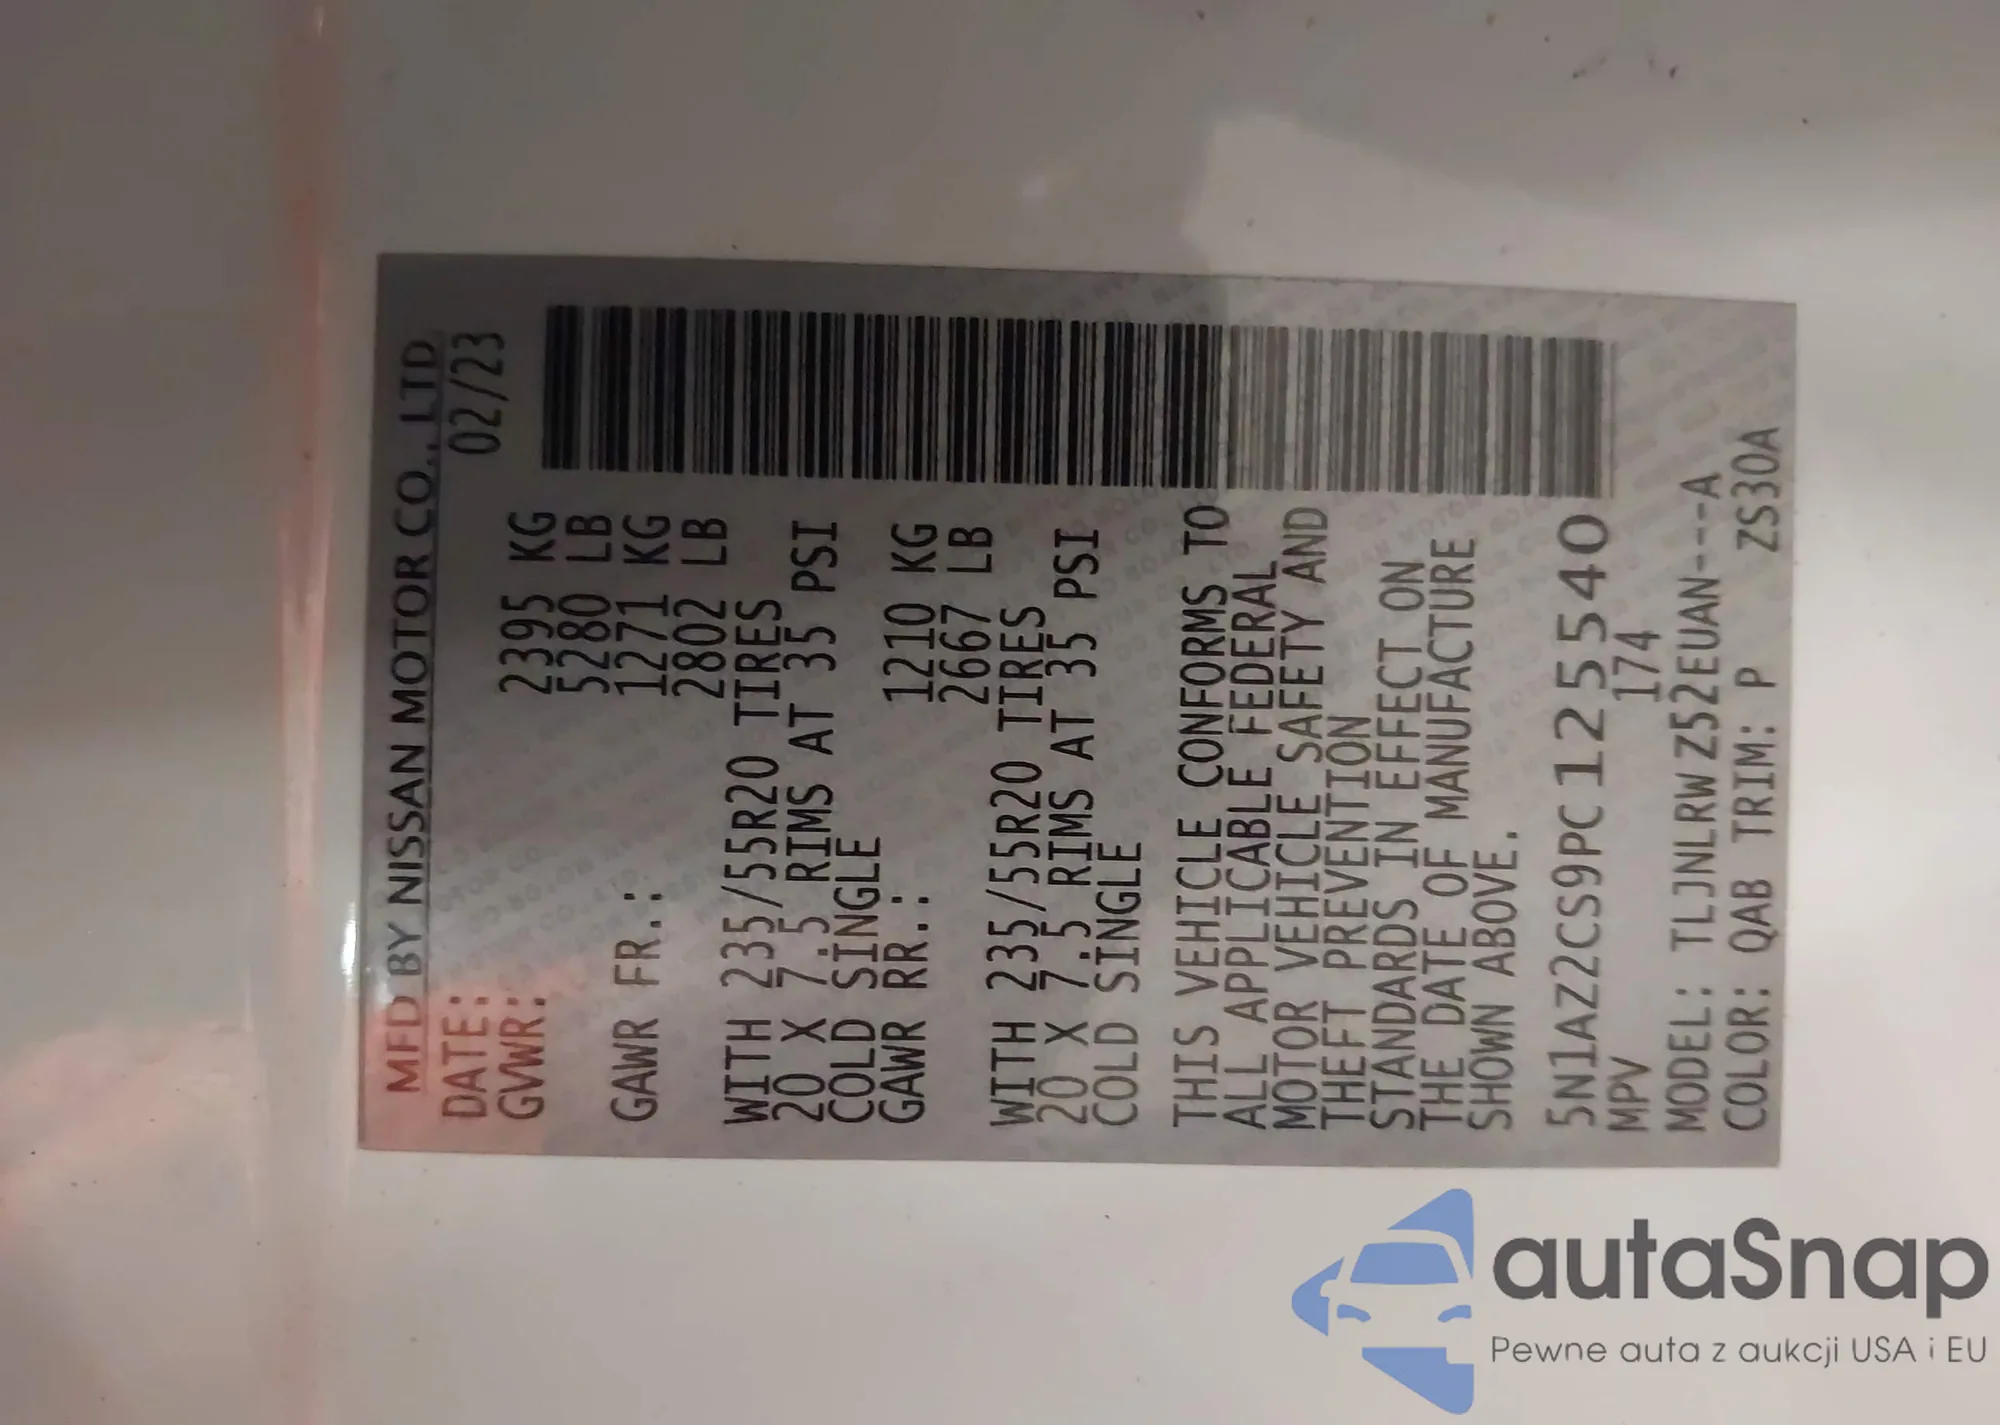 MFD BY NISSAN MOTOR CO., LTD
DATE: 02/23
GVWR: 2395 KG
5280 LB
GAWR FR.: 1271 KG
2802 LB
WITH 235/55R20 TIRES
20 X 7.5 RIMS AT 35 PSI
COLD SINGLE
GAWR RR.: 1210 KG
2667 LB
WITH 235/55R20 TIRES
20 X 7.5 RIMS AT 35 PSI
COLD SINGLE
THIS VEHICLE CONFORMS TO
ALL APPLICABLE FEDERAL
MOTOR VEHICLE SAFETY AND
THEFT PREVENTION
STANDARDS IN EFFECT ON
THE DATE OF MANUFACTURE
SHOWN ABOVE.
5N1AZ2CS9PC125540
MPV 174
MODEL: TLJNLRWZ52EUAN---A
COLOR: QAB TRIM: P ZS30A
autaSnap
Pewne auta z aukcji USA i EU